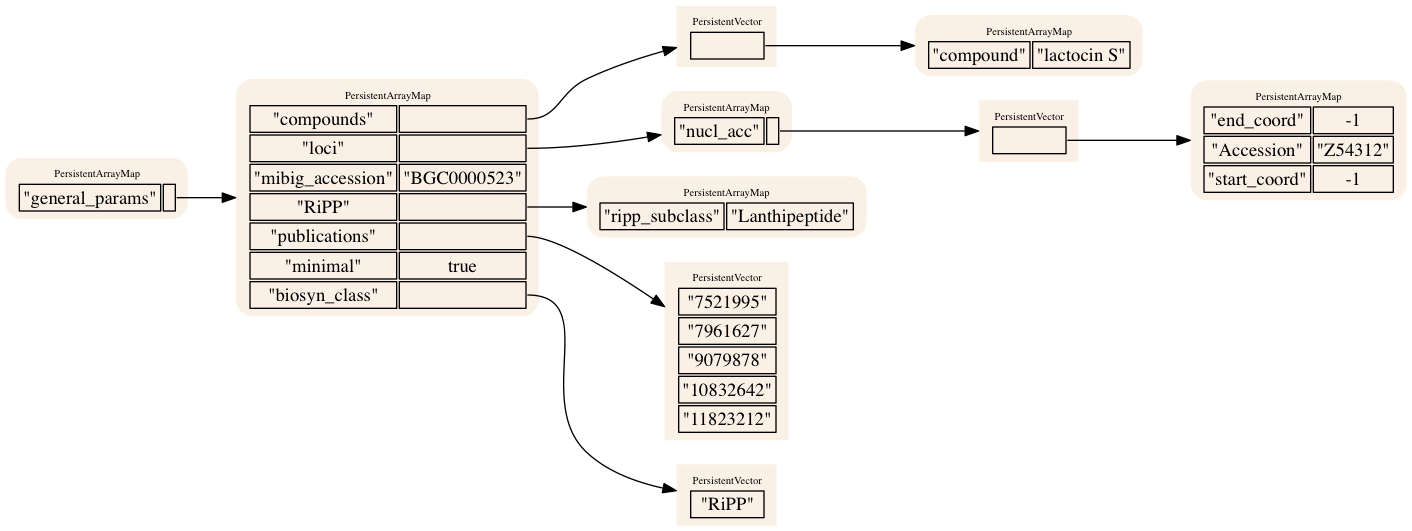 PersistentArrayMap
"general_params"
PersistentArrayMap
"compounds"
"loci"
"mibig_accession" "BGC0000523"
"RiPP"
"publications"
"minimal" true
"biosyn_class"
PersistentVector
PersistentArrayMap
"compound" "lactocin S"
PersistentArrayMap
"nucl_acc"
PersistentVector
PersistentArrayMap
"end_coord" -1
"Accession" "Z54312"
"start_coord" -1
PersistentArrayMap
"ripp_subclass" "Lanthipeptide"
PersistentVector
"7521995"
"7961627"
"9079878"
"10832642"
"11823212"
PersistentVector
"RiPP"